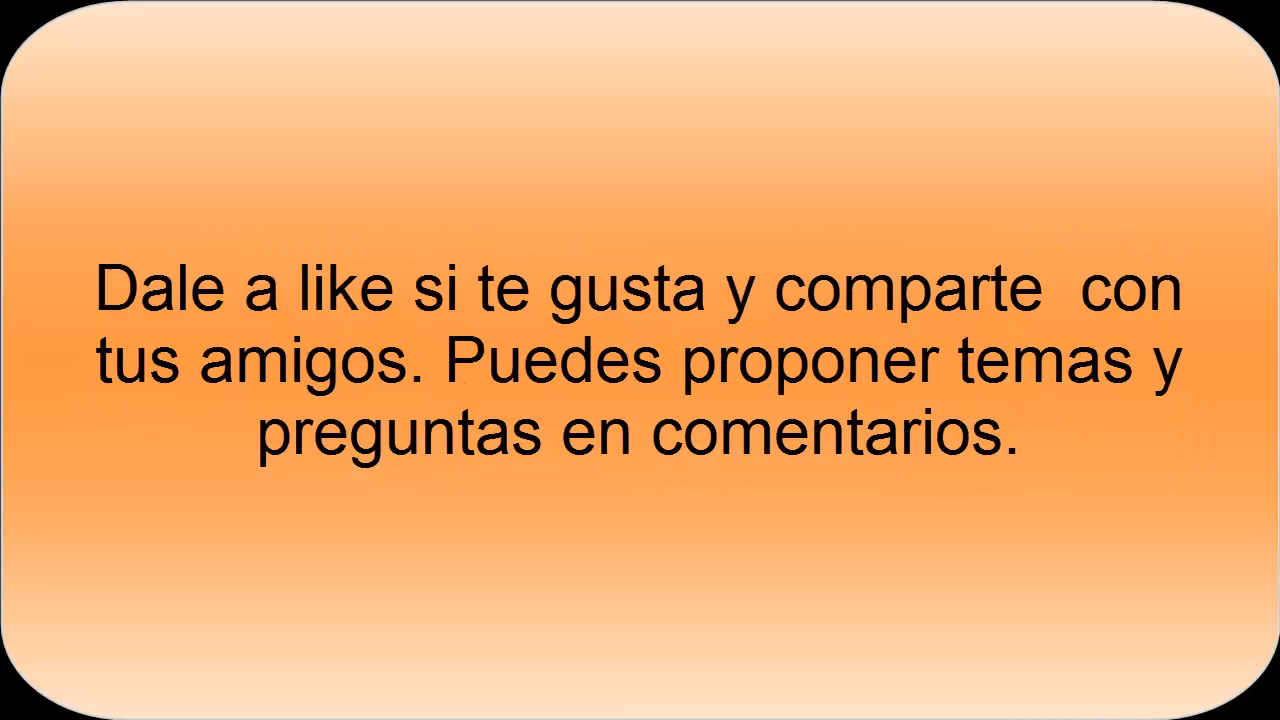 Dale a like si te gusta y comparte  con
tus amigos. Puedes proponer temas y
preguntas en comentarios.